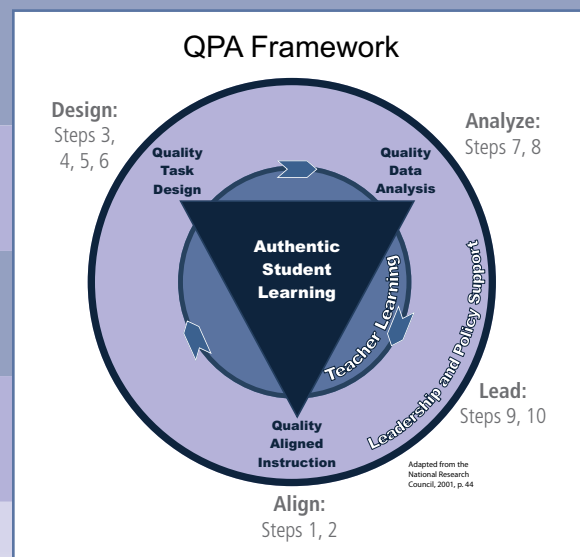 QPA Framework
Design:
Steps 3,
4, 5, 6
Analyze:
Steps 7, 8
Quality
Task
Design
Quality
Data
Analysis
Authentic
Student
Learning
Teacher Learning
Leadership and Policy Support
Lead:
Steps 9, 10
Quality
Aligned
Instruction
Adapted from the
National Research
Council, 2001, p. 44
Align:
Steps 1, 2